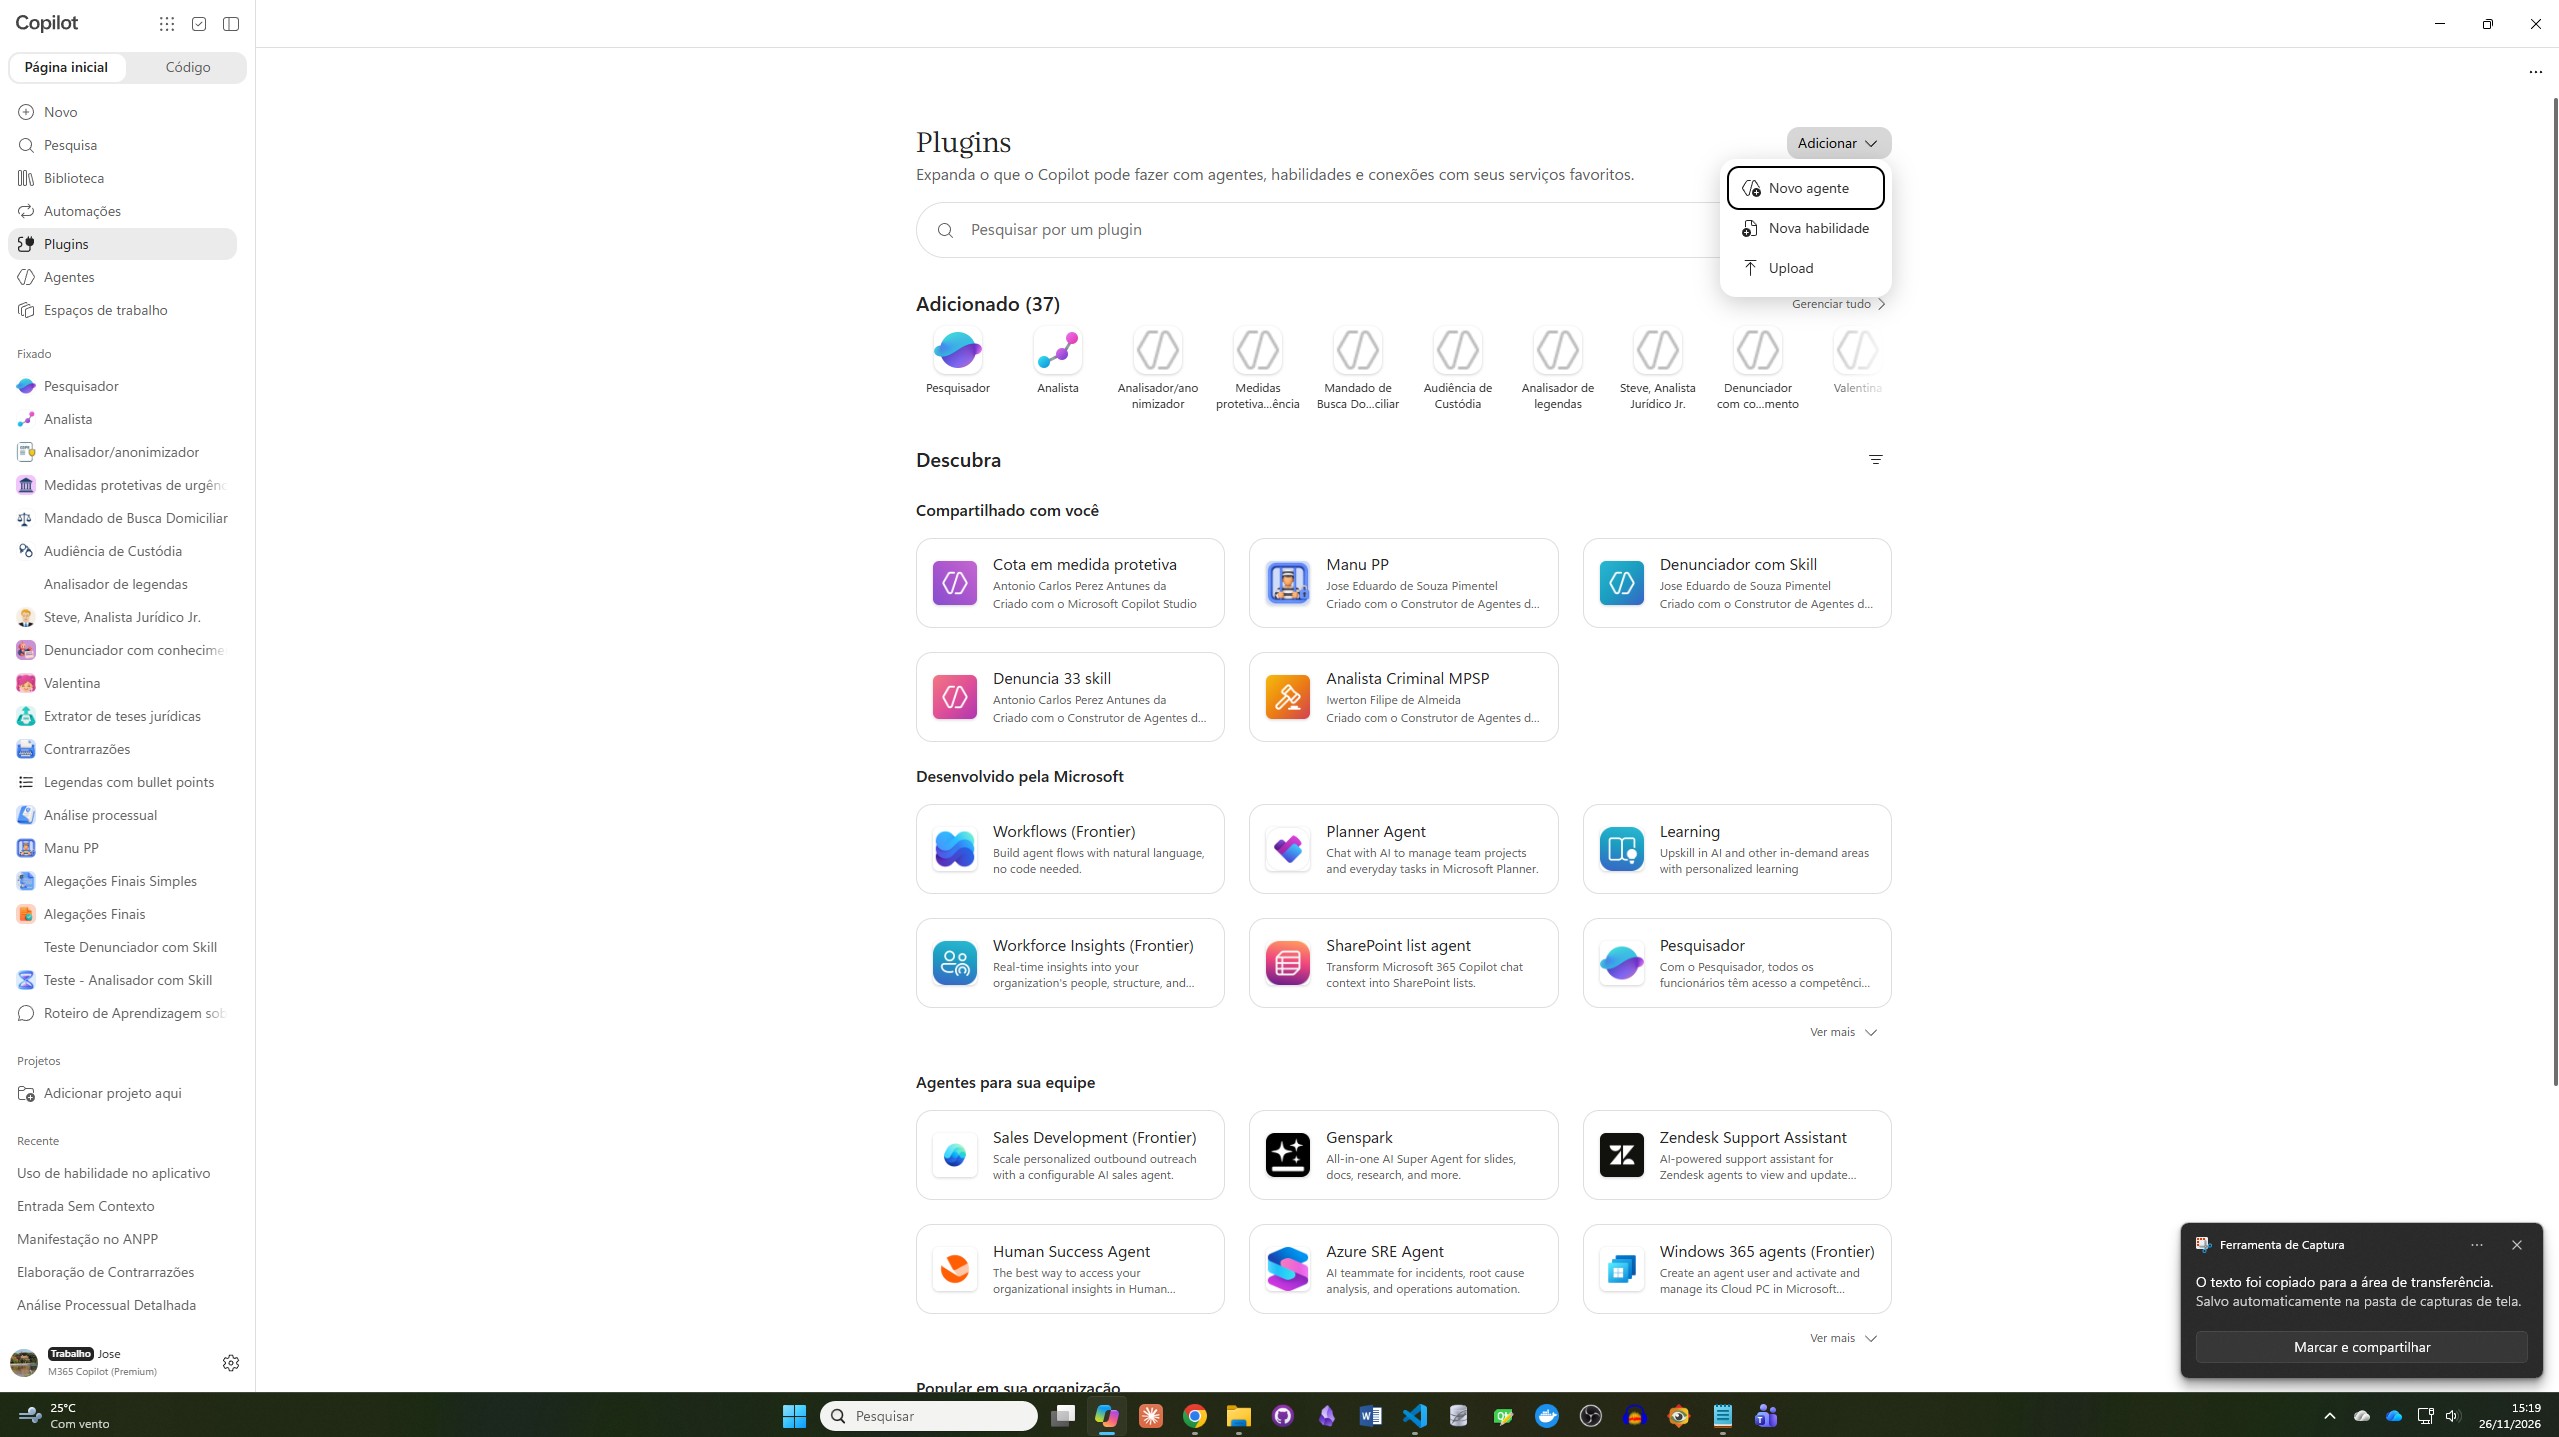 Copilot
Página inicial
Código
Novo
Pesquisa
Biblioteca
Automações
Plugins
Agentes
Espaços de trabalho
Fixado
Pesquisador
Analista
Analisador/anonimizador
Medidas protetivas de urgênc
Mandado de Busca Domiciliar
Audiência de Custódia
Analisador de legendas
Steve, Analista Jurídico Jr.
Denunciador com conhecime
Valentina
Extrator de teses jurídicas
Contrarrazões
Legendas com bullet points
Análise processual
Manu PP
Alegações Finais Simples
Alegações Finais
Teste Denunciador com Skill
Teste - Analisador com Skill
Roteiro de Aprendizagem sob
Projetos
Adicionar projeto aqui
Recente
Uso de habilidade no aplicativo
Entrada Sem Contexto
Manifestação no ANPP
Elaboração de Contrarrazões
Análise Processual Detalhada
Trabalho Jose
M365 Copilot (Premium)
Plugins
Expanda o que o Copilot pode fazer com agentes, habilidades e conexões com seus serviços favoritos.
Adicionar
Novo agente
Nova habilidade
Upload
Pesquisar por um plugin
Adicionado (37)
Gerenciar tudo
Pesquisador
Analista
Analisador/ano
nimizador
Medidas
protetiva...ência
Mandado de
Busca Do...ciliar
Audiência de
Custódia
Analisador de
legendas
Steve, Analista
Jurídico Jr.
Denunciador
com co...mento
Valentina
Descubra
Compartilhado com você
Cota em medida protetiva
Antonio Carlos Perez Antunes da
Criado com o Microsoft Copilot Studio
Manu PP
Jose Eduardo de Souza Pimentel
Criado com o Construtor de Agentes d...
Denunciador com Skill
Jose Eduardo de Souza Pimentel
Criado com o Construtor de Agentes d...
Denuncia 33 skill
Antonio Carlos Perez Antunes da
Criado com o Construtor de Agentes d...
Analista Criminal MPSP
Iwerton Filipe de Almeida
Criado com o Construtor de Agentes d...
Desenvolvido pela Microsoft
Workflows (Frontier)
Build agent flows with natural language,
no code needed.
Planner Agent
Chat with AI to manage team projects
and everyday tasks in Microsoft Planner.
Learning
Upskill in AI and other in-demand areas
with personalized learning
Workforce Insights (Frontier)
Real-time insights into your
organization's people, structure, and...
SharePoint list agent
Transform Microsoft 365 Copilot chat
context into SharePoint lists.
Pesquisador
Com o Pesquisador, todos os
funcionários têm acesso a competênci...
Ver mais
Agentes para sua equipe
Sales Development (Frontier)
Scale personalized outbound outreach
with a configurable AI sales agent.
Genspark
All-in-one AI Super Agent for slides,
docs, research, and more.
Zendesk Support Assistant
AI-powered support assistant for
Zendesk agents to view and update...
Human Success Agent
The best way to access your
organizational insights in Human...
Azure SRE Agent
AI teammate for incidents, root cause
analysis, and operations automation.
Windows 365 agents (Frontier)
Create an agent user and activate and
manage its Cloud PC in Microsoft...
Ver mais
Popular em sua organização
Ferramenta de Captura
O texto foi copiado para a área de transferência.
Salvo automaticamente na pasta de capturas de tela.
Marcar e compartilhar
25°C
Com vento
Pesquisar
15:19
26/11/2026